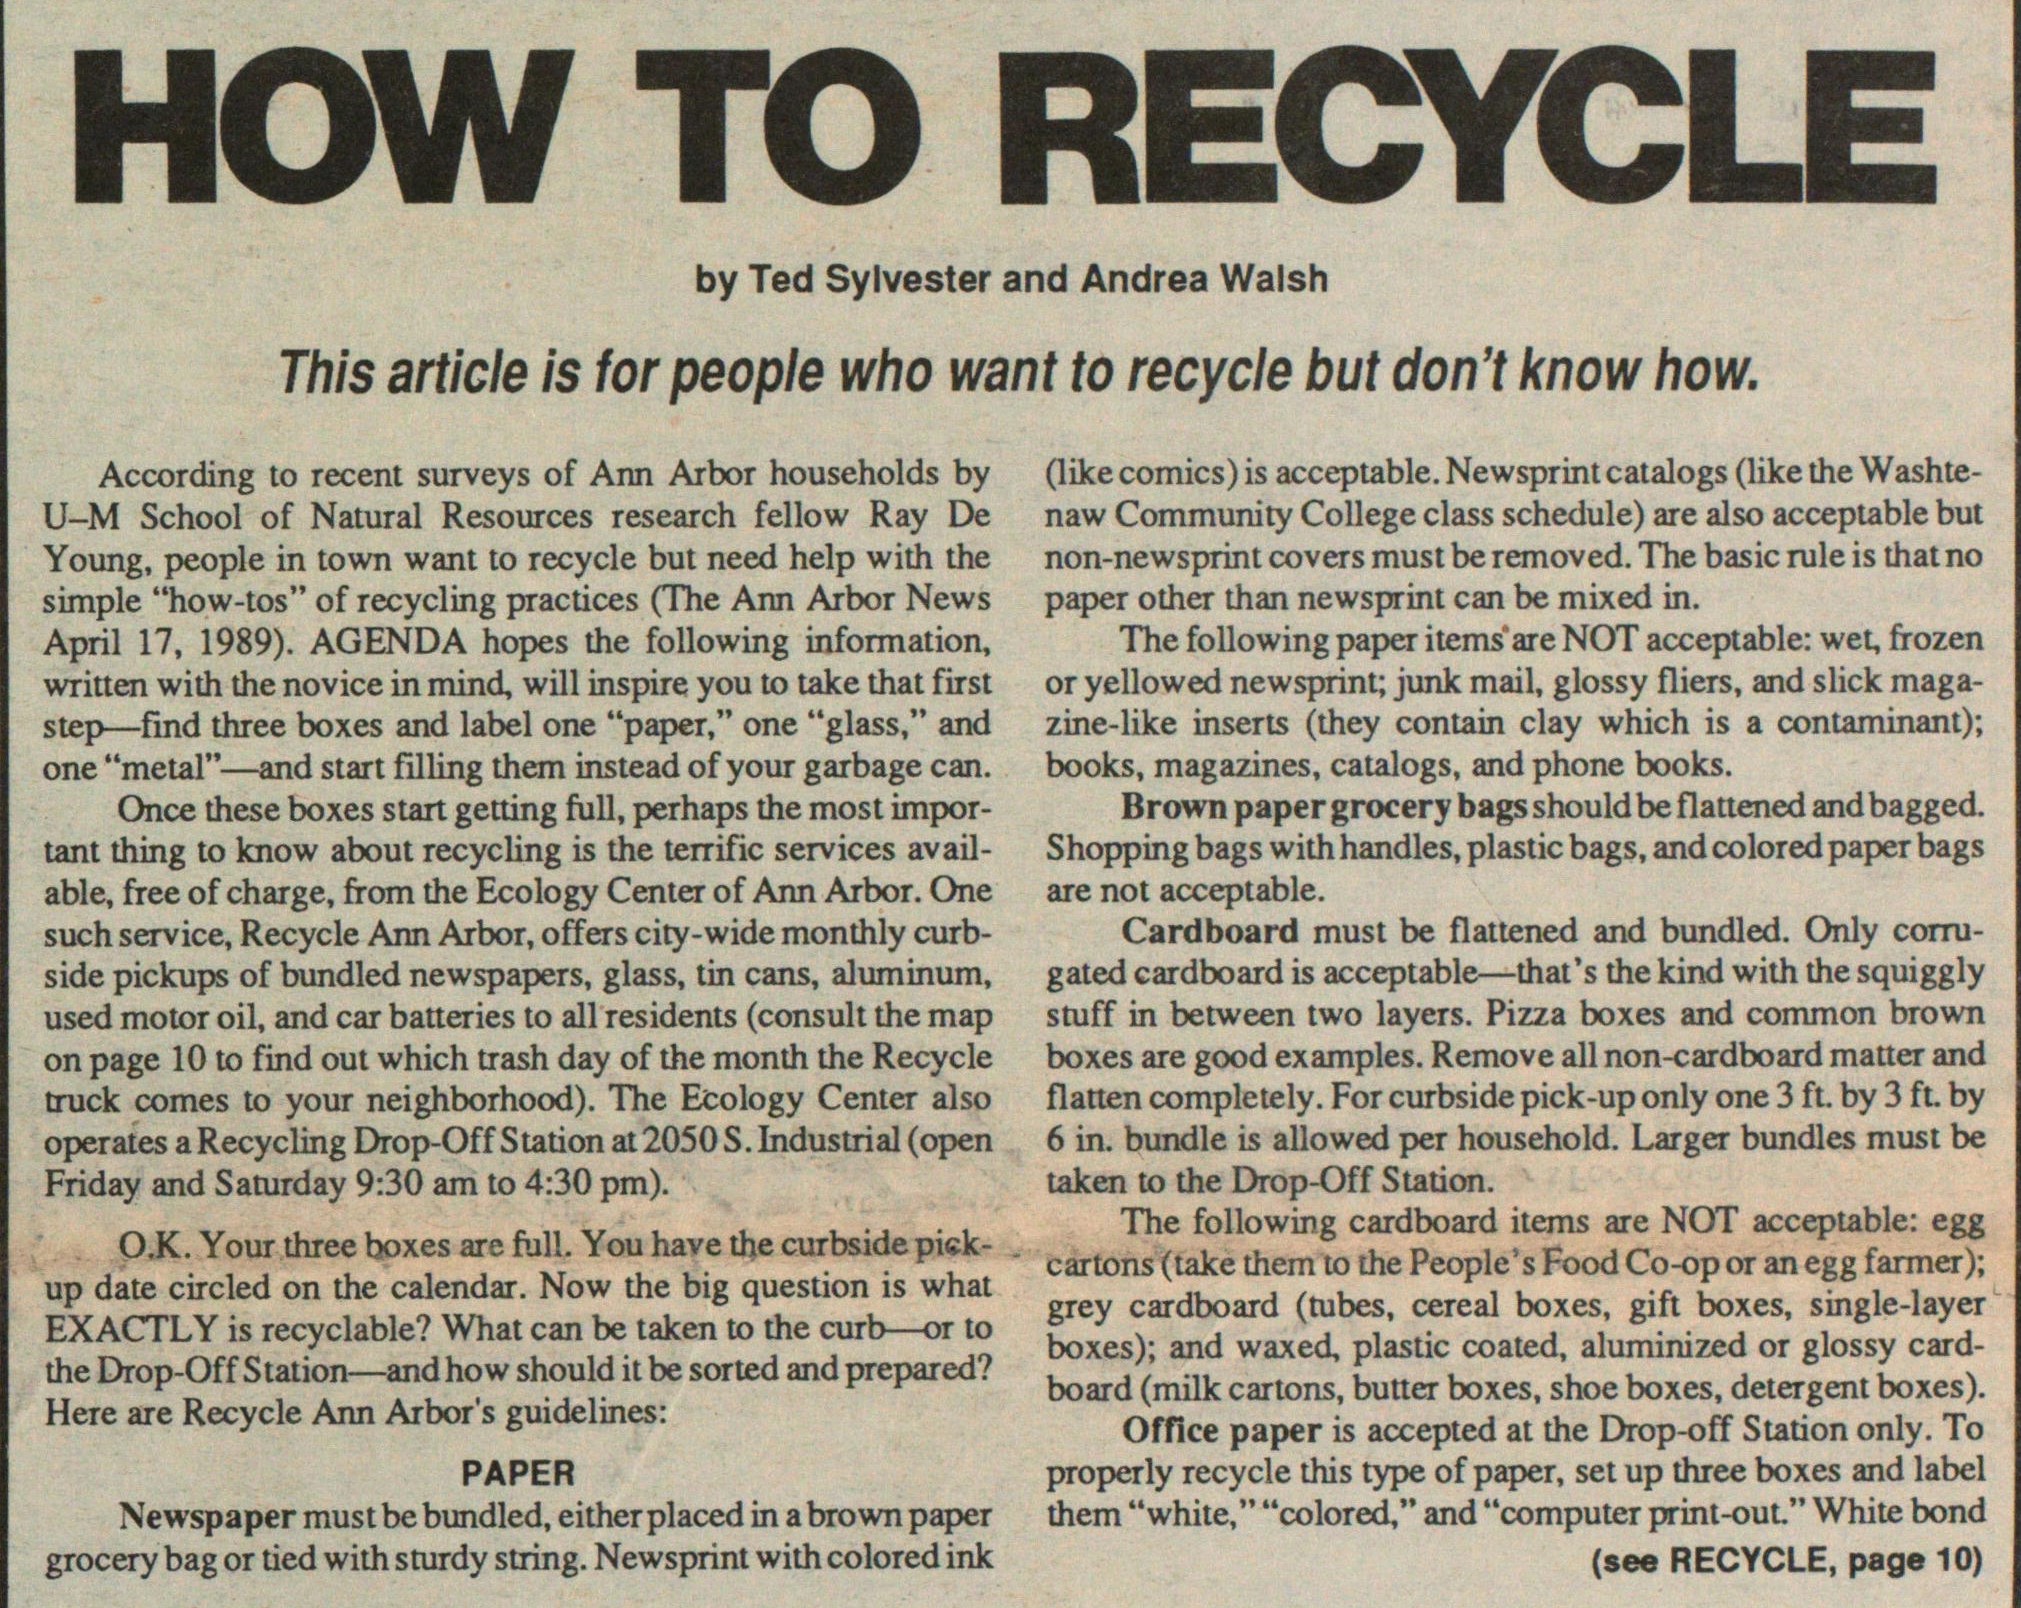 HOW TO RECYCLE
by Ted Sylvester and Andrea Walsh
This article is for people who want to recycle but don't know how.
According to recent surveys of Ann Arbor households by
U–M School of Natural Resources research fellow Ray De
Young, people in town want to recycle but need help with the
simple "how-tos" of recycling practices (The Ann Arbor News
April 17, 1989). AGENDA hopes the following information,
written with the novice in mind, will inspire you to take that first
step—find three boxes and label one "paper," one "glass," and
one "metal"—and start filling them instead of your garbage can.
Once these boxes start getting full, perhaps the most impor-
tant thing to know about recycling is the terrific services avail-
able, free of charge, from the Ecology Center of Ann Arbor. One
such service, Recycle Ann Arbor, offers city-wide monthly curb-
side pickups of bundled newspapers, glass, tin cans, aluminum,
used motor oil, and car batteries to all residents (consult the map
on page 10 to find out which trash day of the month the Recycle
truck comes to your neighborhood). The Ecology Center also
operates a Recycling Drop-Off Station at 2050 S. Industrial (open
Friday and Saturday 9:30 am to 4:30 pm).
O.K. Your three boxes are full. You have the curbside pick-
up date circled on the calendar. Now the big question is what
EXACTLY is recyclable? What can be taken to the curb—or to
the Drop-Off Station—and how should it be sorted and prepared?
Here are Recycle Ann Arbor's guidelines:
PAPER
Newspaper must be bundled, either placed in a brown paper
grocery bag or tied with sturdy string. Newsprint with colored ink
(like comics) is acceptable. Newsprint catalogs (like the Washte-
naw Community College class schedule) are also acceptable but
non-newsprint covers must be removed. The basic rule is that no
paper other than newsprint can be mixed in.
The following paper items are NOT acceptable: wet, frozen
or yellowed newsprint; junk mail, glossy fliers, and slick maga-
zine-like inserts (they contain clay which is a contaminant);
books, magazines, catalogs, and phone books.
Brown paper grocery bags should be flattened and bagged.
Shopping bags with handles, plastic bags, and colored paper bags
are not acceptable.
Cardboard must be flattened and bundled. Only corru-
gated cardboard is acceptable—that's the kind with the squiggly
stuff in between two layers. Pizza boxes and common brown
boxes are good examples. Remove all non-cardboard matter and
flatten completely. For curbside pick-up only one 3 ft. by 3 ft. by
6 in. bundle is allowed per household. Larger bundles must be
taken to the Drop-Off Station.
The following cardboard items are NOT acceptable: egg
cartons (take them to the People's Food Co-op or an egg farmer);
grey cardboard (tubes, cereal boxes, gift boxes, single-layer
boxes); and waxed, plastic coated, aluminized or glossy card-
board (milk cartons, butter boxes, shoe boxes, detergent boxes).
Office paper is accepted at the Drop-off Station only. To
properly recycle this type of paper, set up three boxes and label
them "white," "colored," and "computer print-out." White bond
(see RECYCLE, page 10)